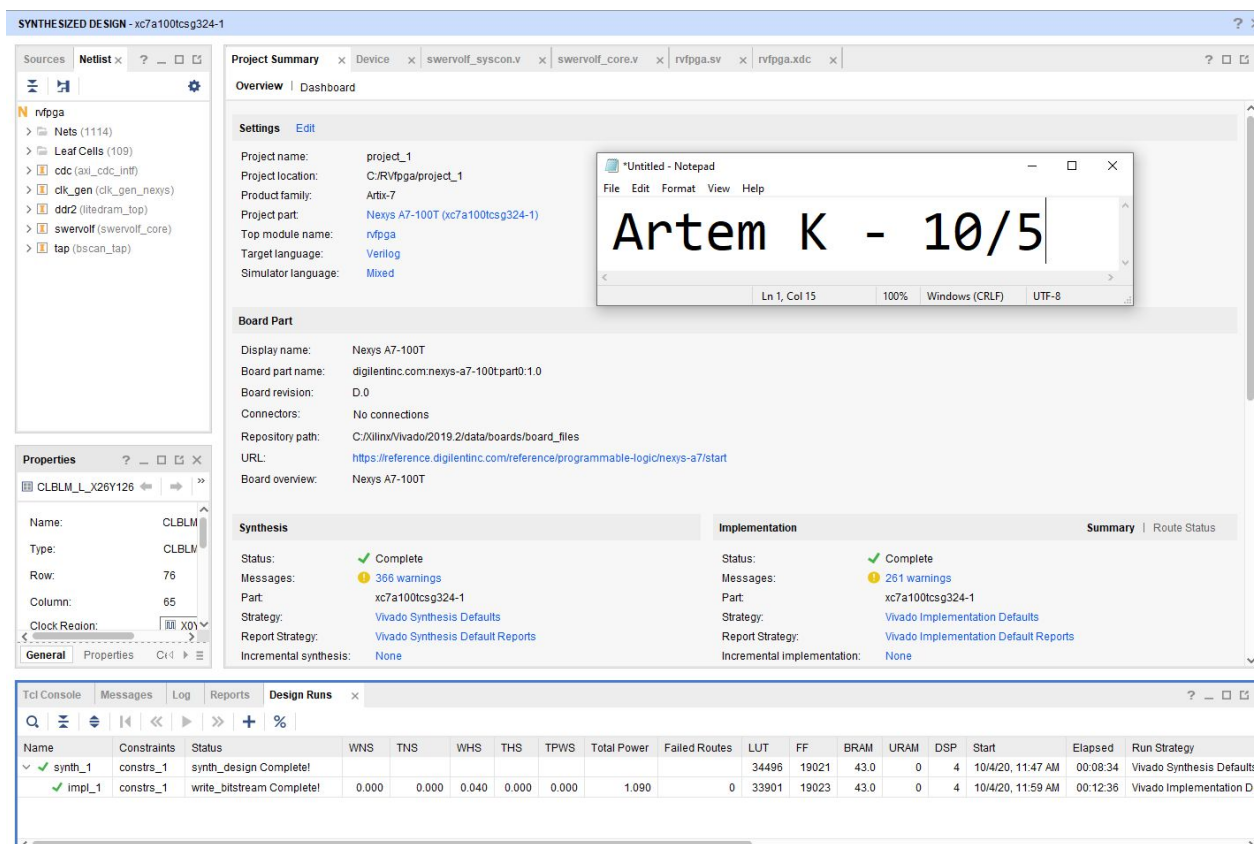 SYNTHESIZED DESIGN - xc7a100tcsg324-1 ?
Sources Netlist × ? _
N rvfpga
> Nets (1114)
> Leaf Cells (109)
> cdc (axi_cdc_intf)
> clk_gen (clk_gen_nexys)
> ddr2 (litedram_top)
> swervolf (swervolf_core)
> tap (bscan_tap)
Properties ? _ ×
CLBLM_L_X26Y126 »
Name: CLBLM
Type: CLBLM
Row: 76
Column: 65
Clock Region: X0Y
General Properties
Project Summary × Device × swervolf_syscon.v × swervolf_core.v × rvfpga.sv × rvfpga.xdc × ?
Overview | Dashboard
Settings Edit
Project name: project_1
Project location: C:/RVfpga/project_1
Product family: Artix-7
Project part: Nexys A7-100T (xc7a100tcsg324-1)
Top module name: rvfpga
Target language: Verilog
Simulator language: Mixed
*Untitled - Notepad
File Edit Format View Help
Artem K - 10/5
Ln 1, Col 15 100% Windows (CRLF) UTF-8
Board Part
Display name: Nexys A7-100T
Board part name: digilentinc.com:nexys-a7-100t:part0:1.0
Board revision: D.0
Connectors: No connections
Repository path: C:/Xilinx/Vivado/2019.2/data/boards/board_files
URL: https://reference.digilentinc.com/reference/programmable-logic/nexys-a7/start
Board overview: Nexys A7-100T
Synthesis
Status: Complete
Messages: 366 warnings
Part: xc7a100tcsg324-1
Strategy: Vivado Synthesis Defaults
Report Strategy: Vivado Synthesis Default Reports
Incremental synthesis: None
Implementation Summary | Route Status
Status: Complete
Messages: 261 warnings
Part: xc7a100tcsg324-1
Strategy: Vivado Implementation Defaults
Report Strategy: Vivado Implementation Default Reports
Incremental implementation: None
Tcl Console Messages Log Reports Design Runs × ? _
Name Constraints Status WNS TNS WHS THS TPWS Total Power Failed Routes LUT FF BRAM URAM DSP Start Elapsed Run Strategy
synth_1 constrs_1 synth_design Complete! 34496 19021 43.0 0 4 10/4/20, 11:47 AM 00:08:34 Vivado Synthesis Defaults
impl_1 constrs_1 write_bitstream Complete! 0.000 0.000 0.040 0.000 0.000 1.090 0 33901 19023 43.0 0 4 10/4/20, 11:59 AM 00:12:36 Vivado Implementation D